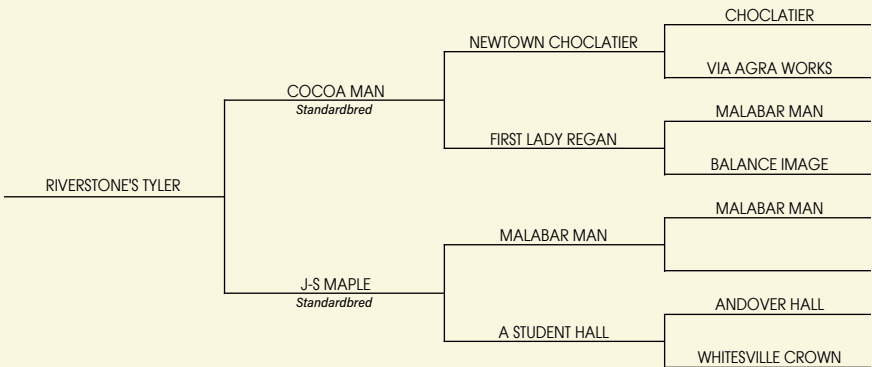 CHOCLATIER
NEWTOWN CHOCLATIER
VIA AGRA WORKS
COCOA MAN
Standardbred
MALABAR MAN
FIRST LADY REGAN
BALANCE IMAGE
RIVERSTONE'S TYLER
MALABAR MAN
MALABAR MAN
J-S MAPLE
Standardbred
ANDOVER HALL
A STUDENT HALL
WHITESVILLE CROWN